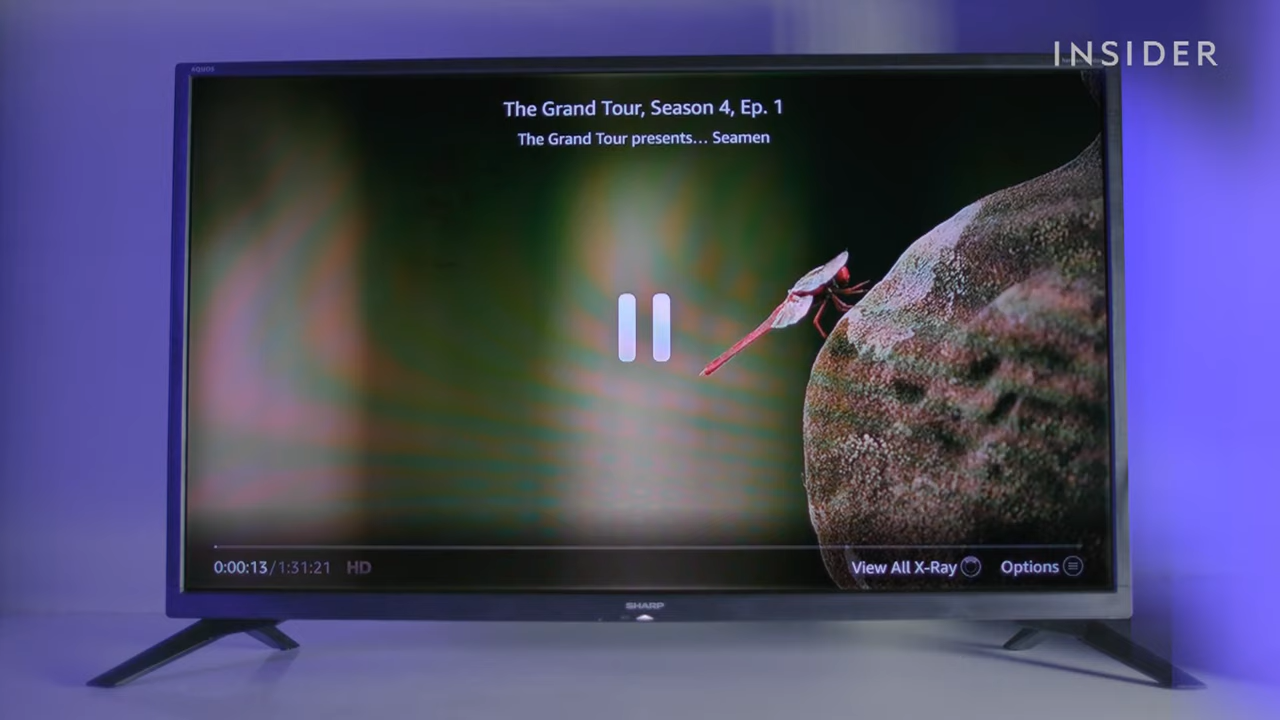 INSIDER
AQUOS
The Grand Tour, Season 4, Ep. 1
The Grand Tour presents... Seamen
0:00:13/1:31:21 HD
View All X-Ray
Options
SHARP